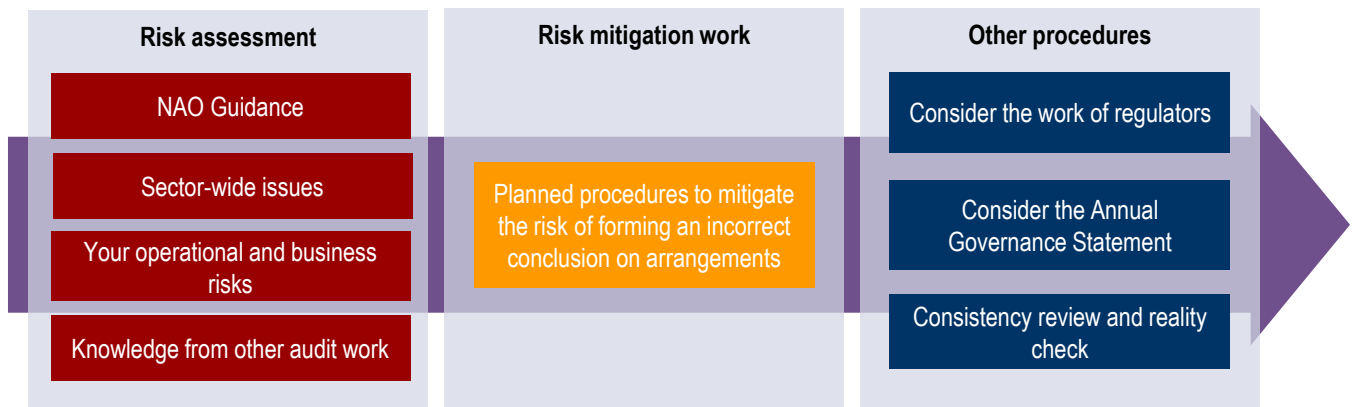 Risk assessment
NAO Guidance
Sector-wide issues
Your operational and business
risks
Knowledge from other audit work
Risk mitigation work
Planned procedures to mitigate
the risk of forming an incorrect
conclusion on arrangements
Other procedures
Consider the work of regulators
Consider the Annual
Governance Statement
Consistency review and reality
check